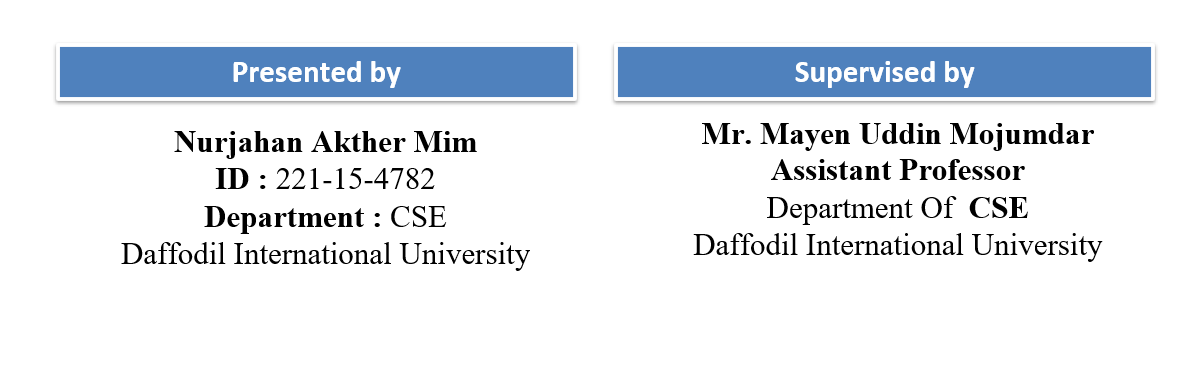 Presented by
Nurjahan Akther Mim
ID : 221-15-4782
Department : CSE
Daffodil International University
Supervised by
Mr. Mayen Uddin Mojumdar
Assistant Professor
Department Of CSE
Daffodil International University